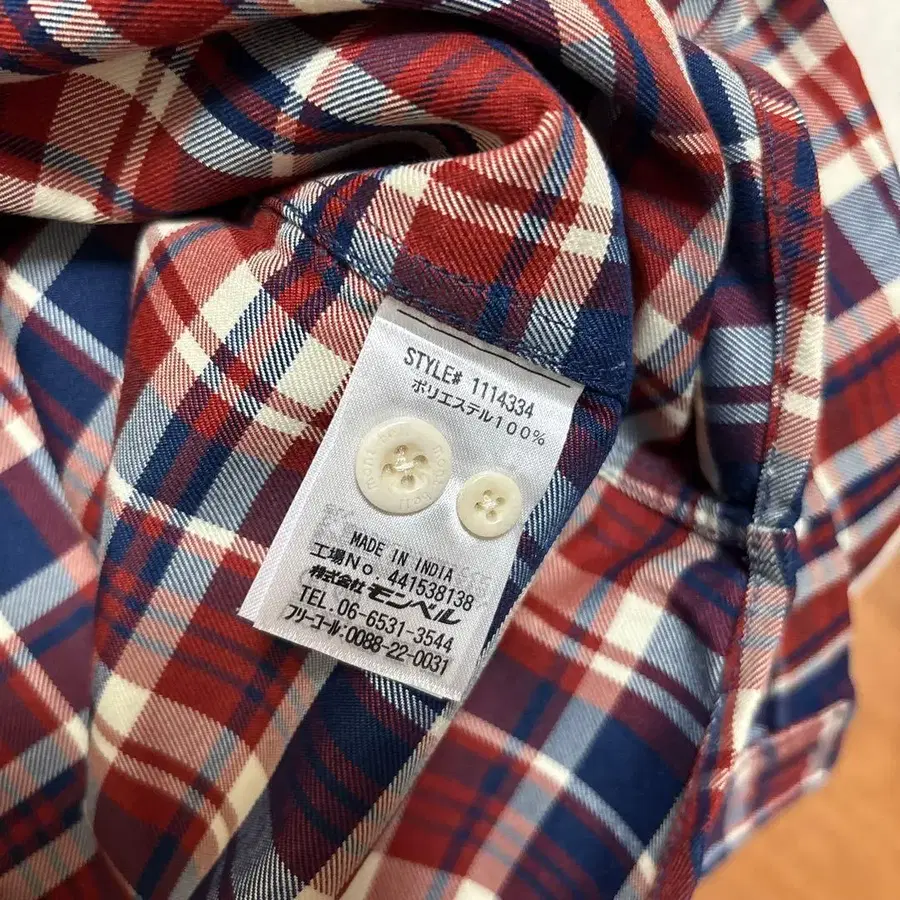 STYLE# 1114334
ポリエステル100%
mont-bell
MADE IN INDIA
工場No. 441538138
株式会社 モンベル
TEL.06-6531-3544
フリーコール:0088-22-0031